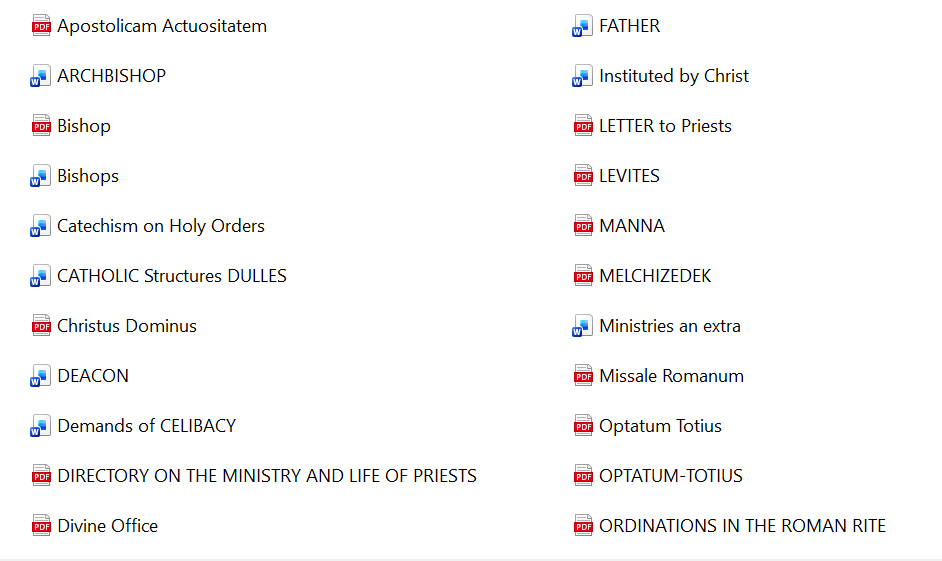 Apostolicam Actuositatem
ARCHBISHOP
Bishop
Bishops
Catechism on Holy Orders
CATHOLIC Structures DULLES
Christus Dominus
DEACON
Demands of CELIBACY
DIRECTORY ON THE MINISTRY AND LIFE OF PRIESTS
Divine Office
FATHER
Instituted by Christ
LETTER to Priests
LEVITES
MANNA
MELCHIZEDEK
Ministries an extra
Missale Romanum
Optatum Totius
OPTATUM-TOTIUS
ORDINATIONS IN THE ROMAN RITE